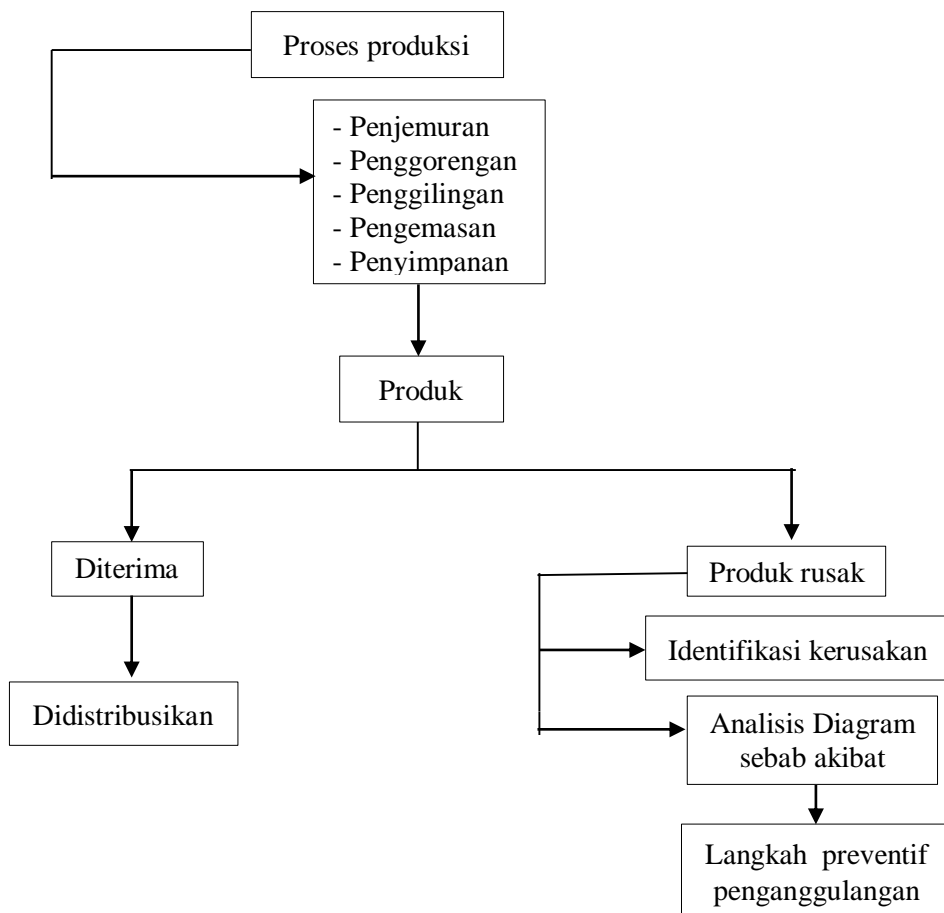 Proses produksi
- Penjemuran
- Penggorengan
- Penggilingan
- Pengemasan
- Penyimpanan
Produk
Diterima
Produk rusak
Identifikasi kerusakan
Didistribusikan
Analisis Diagram
sebab akibat
Langkah preventif
penganggulangan